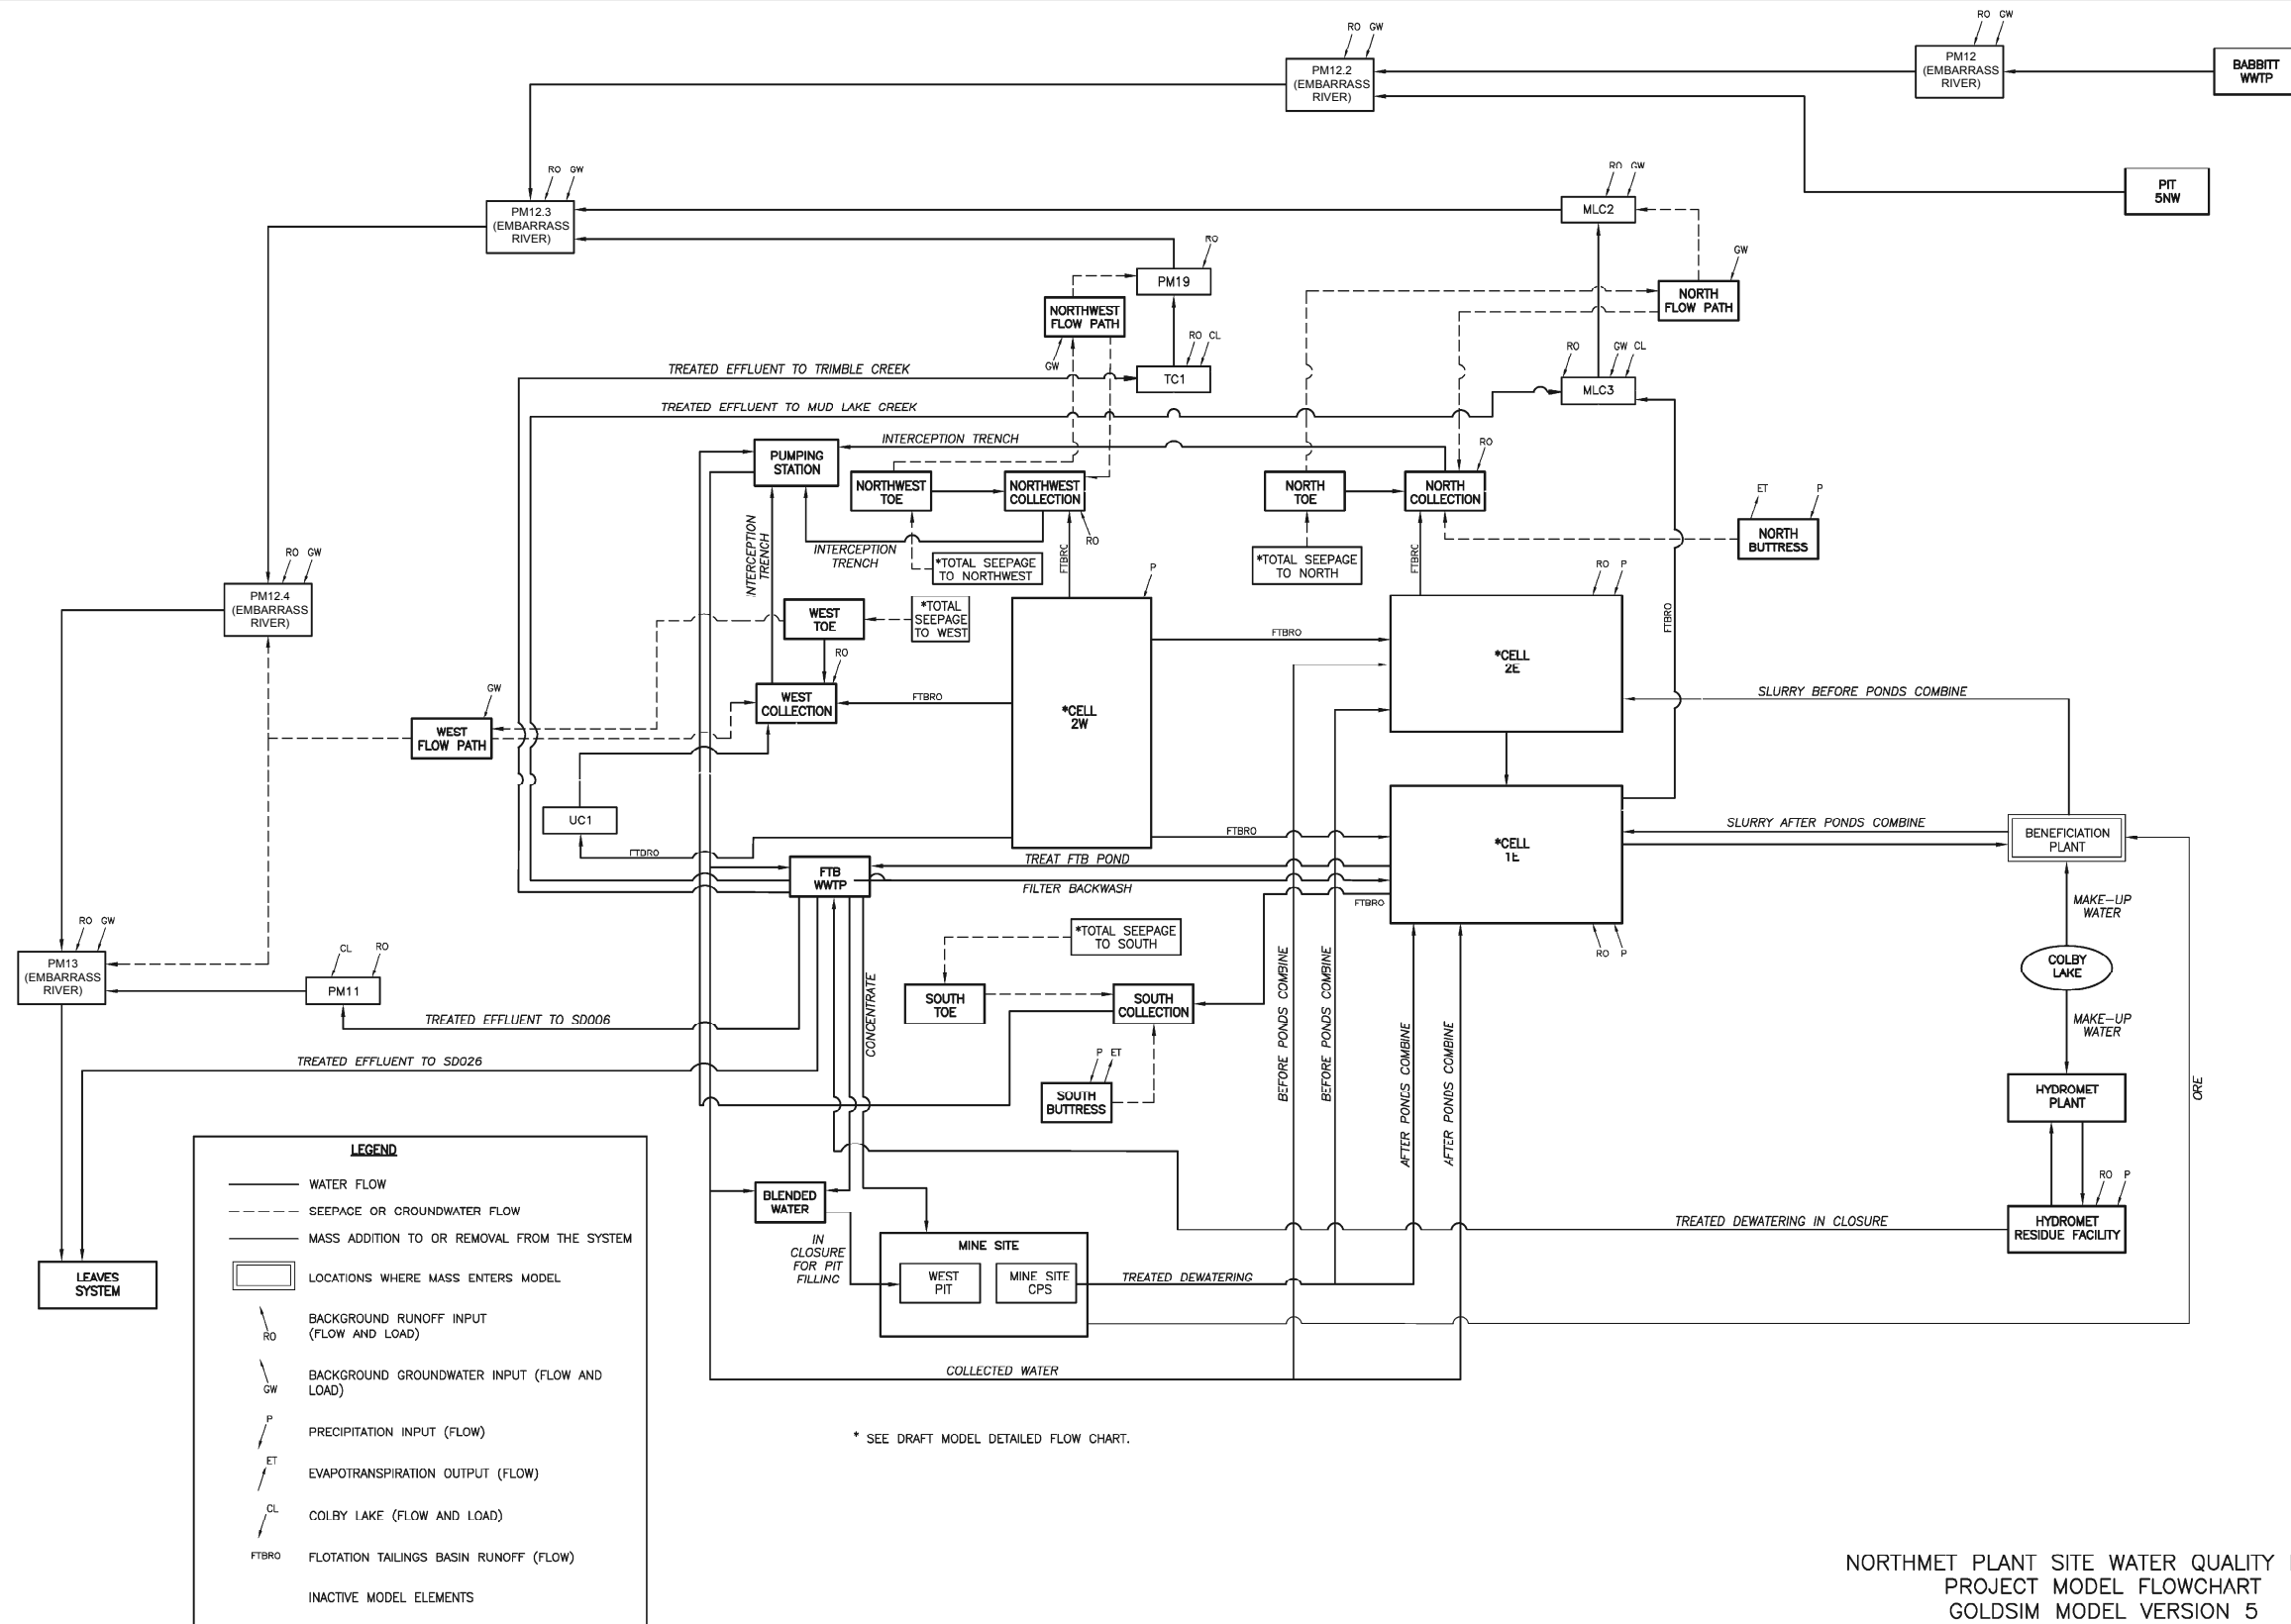 RO GW
PM12.2
(EMBARRASS
RIVER)
RO GW
PM12
(EMBARRASS
RIVER)
BABBITT
WWTP
PIT
5NW
RO GW
PM12.3
(EMBARRASS
RIVER)
RO GW
MLC2
RO
PM19
GW
NORTH
FLOW PATH
NORTHWEST
FLOW PATH
GW
RO CL
TC1
RO
GW CL
MLC3
TREATED EFFLUENT TO TRIMBLE CREEK
TREATED EFFLUENT TO MUD LAKE CREEK
INTERCEPTION TRENCH
PUMPING
STATION
NORTHWEST
TOE
NORTHWEST
COLLECTION
RO
NORTH
TOE
RO
NORTH
COLLECTION
ET
P
NORTH
BUTTRESS
INTERCEPTION
TRENCH
INTERCEPTION
TRENCH
*TOTAL SEEPAGE
TO NORTHWEST
FTBRO
*TOTAL SEEPAGE
TO NORTH
FTBRO
RO GW
PM12.4
(EMBARRASS
RIVER)
WEST
TOE
*TOTAL
SEEPAGE
TO WEST
RO
WEST
COLLECTION
FTBRO
P
*CELL
2W
FTBRO
RO P
*CELL
2E
FTBRO
SLURRY BEFORE PONDS COMBINE
GW
WEST
FLOW PATH
UC1
FTBRO
FTBRO
*CELL
1E
SLURRY AFTER PONDS COMBINE
BENEFICIATION
PLANT
FTB
WWTP
TREAT FTB POND
FILTER BACKWASH
FTBRO
RO P
MAKE-UP
WATER
COLBY
LAKE
MAKE-UP
WATER
RO GW
PM13
(EMBARRASS
RIVER)
CL
RO
PM11
*TOTAL SEEPAGE
TO SOUTH
SOUTH
TOE
SOUTH
COLLECTION
CONCENTRATE
BEFORE PONDS COMBINE
BEFORE PONDS COMBINE
AFTER PONDS COMBINE
AFTER PONDS COMBINE
TREATED EFFLUENT TO SD006
TREATED EFFLUENT TO SD026
P ET
SOUTH
BUTTRESS
HYDROMET
PLANT
ORE
RO P
HYDROMET
RESIDUE FACILITY
TREATED DEWATERING IN CLOSURE
BLENDED
WATER
IN
CLOSURE
FOR PIT
FILLING
MINE SITE
WEST
PIT
MINE SITE
CPS
TREATED DEWATERING
COLLECTED WATER
LEAVES
SYSTEM
LEGEND
WATER FLOW
SEEPAGE OR GROUNDWATER FLOW
MASS ADDITION TO OR REMOVAL FROM THE SYSTEM
LOCATIONS WHERE MASS ENTERS MODEL
RO
BACKGROUND RUNOFF INPUT
(FLOW AND LOAD)
GW
BACKGROUND GROUNDWATER INPUT (FLOW AND
LOAD)
P
PRECIPITATION INPUT (FLOW)
ET
EVAPOTRANSPIRATION OUTPUT (FLOW)
CL
COLBY LAKE (FLOW AND LOAD)
FTBRO
FLOTATION TAILINGS BASIN RUNOFF (FLOW)
INACTIVE MODEL ELEMENTS
* SEE DRAFT MODEL DETAILED FLOW CHART.
NORTHMET PLANT SITE WATER QUALITY
PROJECT MODEL FLOWCHART
GOLDSIM MODEL VERSION 5